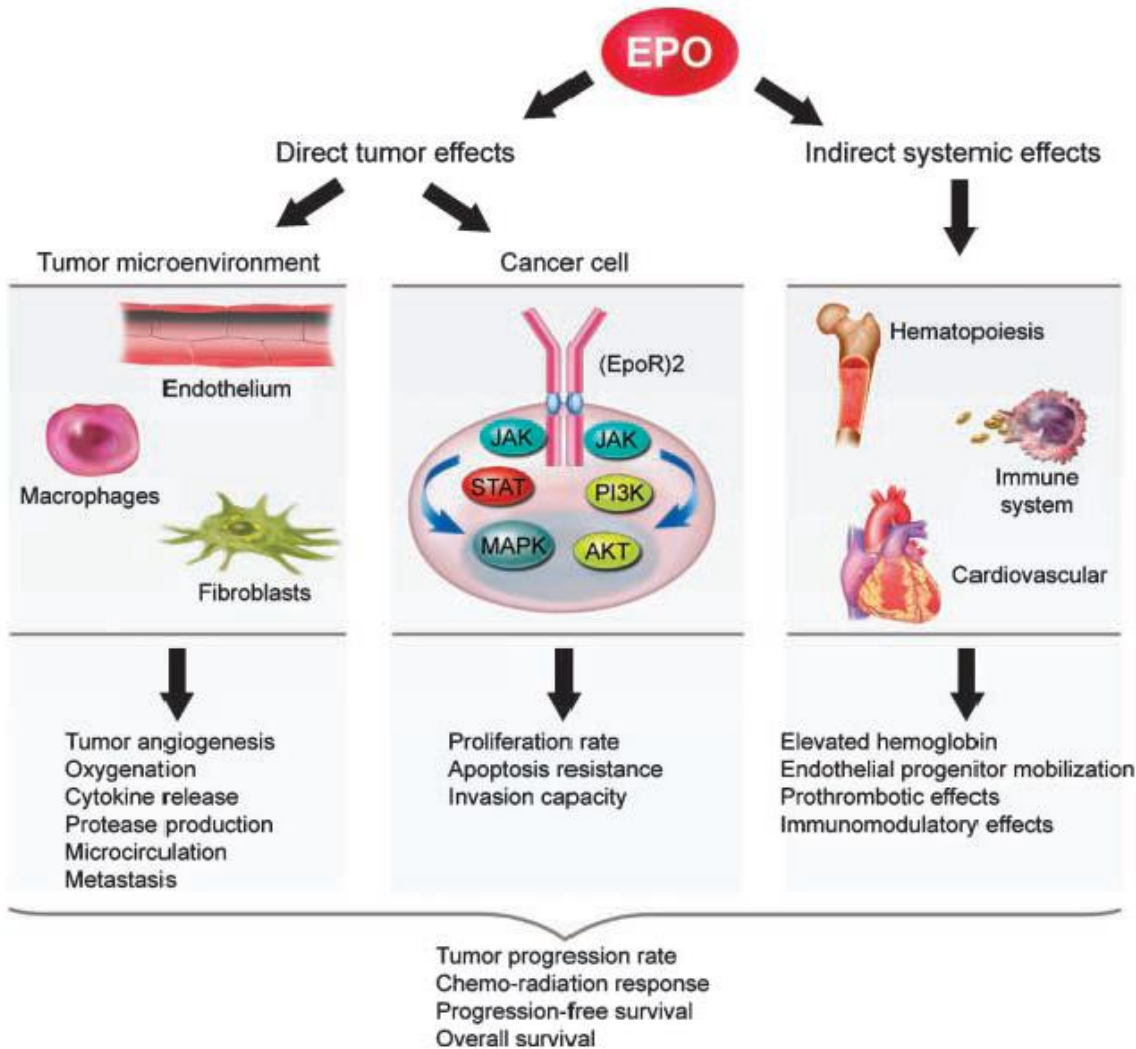 EPO
Direct tumor effects
Indirect systemic effects
Tumor microenvironment
Endothelium
Macrophages
Fibroblasts
Tumor angiogenesis
Oxygenation
Cytokine release
Protease production
Microcirculation
Metastasis
Cancer cell
(EpoR)2
JAK
JAK
STAT
PI3K
MAPK
AKT
Proliferation rate
Apoptosis resistance
Invasion capacity
Hematopoiesis
Immune
system
Cardiovascular
Elevated hemoglobin
Endothelial progenitor mobilization
Prothrombotic effects
Immunomodulatory effects
Tumor progression rate
Chemo-radiation response
Progression-free survival
Overall survival